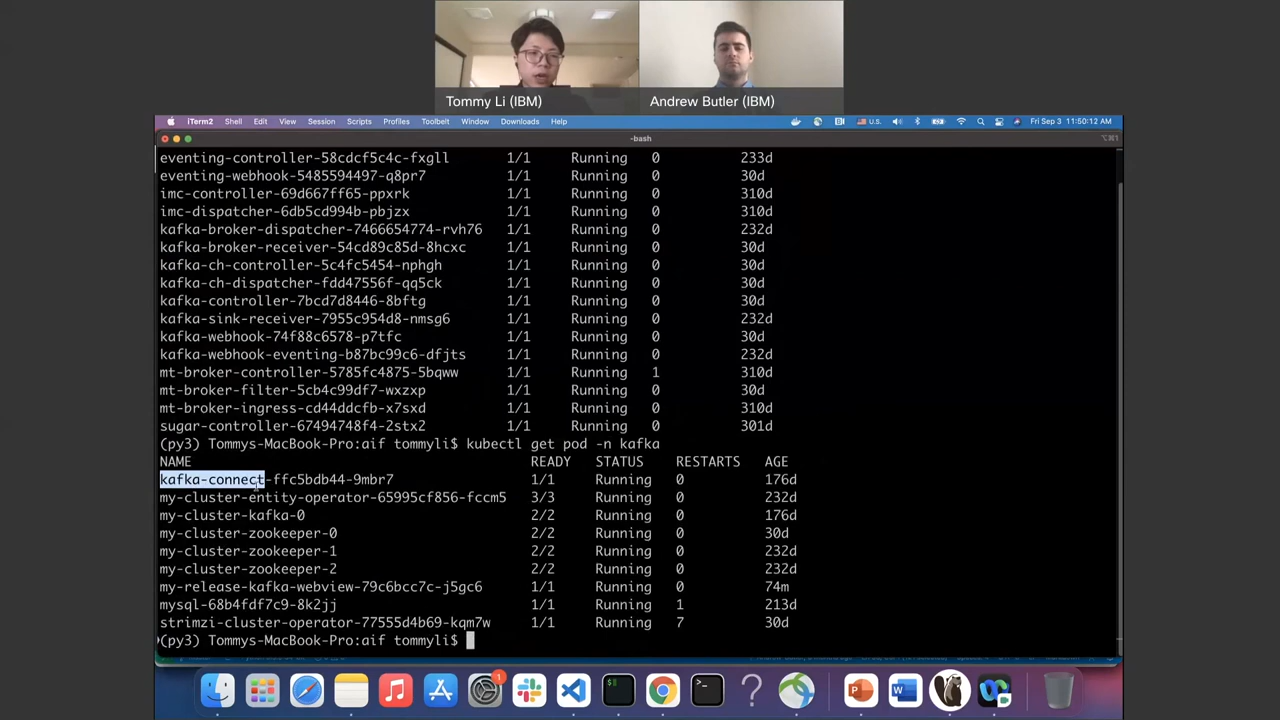 Tommy Li (IBM)
Andrew Butler (IBM)
iTerm2 Shell Edit View Session Scripts Profiles Toolbelt Window Downloads Help U.S. Fri Sep 3 11:50:12 AM
-bash
eventing-controller-58cdcf5c4c-fxgll 1/1 Running 0 233d
eventing-webhook-5485594497-q8pr7 1/1 Running 0 30d
imc-controller-69d667ff65-ppxrk 1/1 Running 0 310d
imc-dispatcher-6db5cd994b-pbjzx 1/1 Running 0 310d
kafka-broker-dispatcher-7466654774-rvh76 1/1 Running 0 232d
kafka-broker-receiver-54cd89c85d-8hcxc 1/1 Running 0 30d
kafka-ch-controller-5c4fc5454-nphgh 1/1 Running 0 30d
kafka-ch-dispatcher-fdd47556f-qq5ck 1/1 Running 0 30d
kafka-controller-7bcd7d8446-8bftg 1/1 Running 0 30d
kafka-sink-receiver-7955c954d8-nmsg6 1/1 Running 0 232d
kafka-webhook-74f88c6578-p7tfc 1/1 Running 0 30d
kafka-webhook-eventing-b87bc99c6-dfjts 1/1 Running 0 232d
mt-broker-controller-5785fc4875-5bqww 1/1 Running 1 310d
mt-broker-filter-5cb4c99df7-wxzxp 1/1 Running 0 30d
mt-broker-ingress-cd44ddcfb-x7sxd 1/1 Running 0 310d
sugar-controller-67494748f4-2stx2 1/1 Running 0 301d
(py3) Tommys-MacBook-Pro:aif tommyli$ kubectl get pod -n kafka
NAME READY STATUS RESTARTS AGE
kafka-connect-ffc5bdb44-9mbr7 1/1 Running 0 176d
my-cluster-entity-operator-65995cf856-fccm5 3/3 Running 0 232d
my-cluster-kafka-0 2/2 Running 0 176d
my-cluster-zookeeper-0 2/2 Running 0 30d
my-cluster-zookeeper-1 2/2 Running 0 232d
my-cluster-zookeeper-2 2/2 Running 0 232d
my-release-kafka-webview-79c6bcc7c-j5gc6 1/1 Running 0 74m
mysql-68b4fdf7c9-8k2jj 1/1 Running 1 213d
strimzi-cluster-operator-77555d4b69-kqm7w 1/1 Running 7 30d
(py3) Tommys-MacBook-Pro:aif tommyli$
1